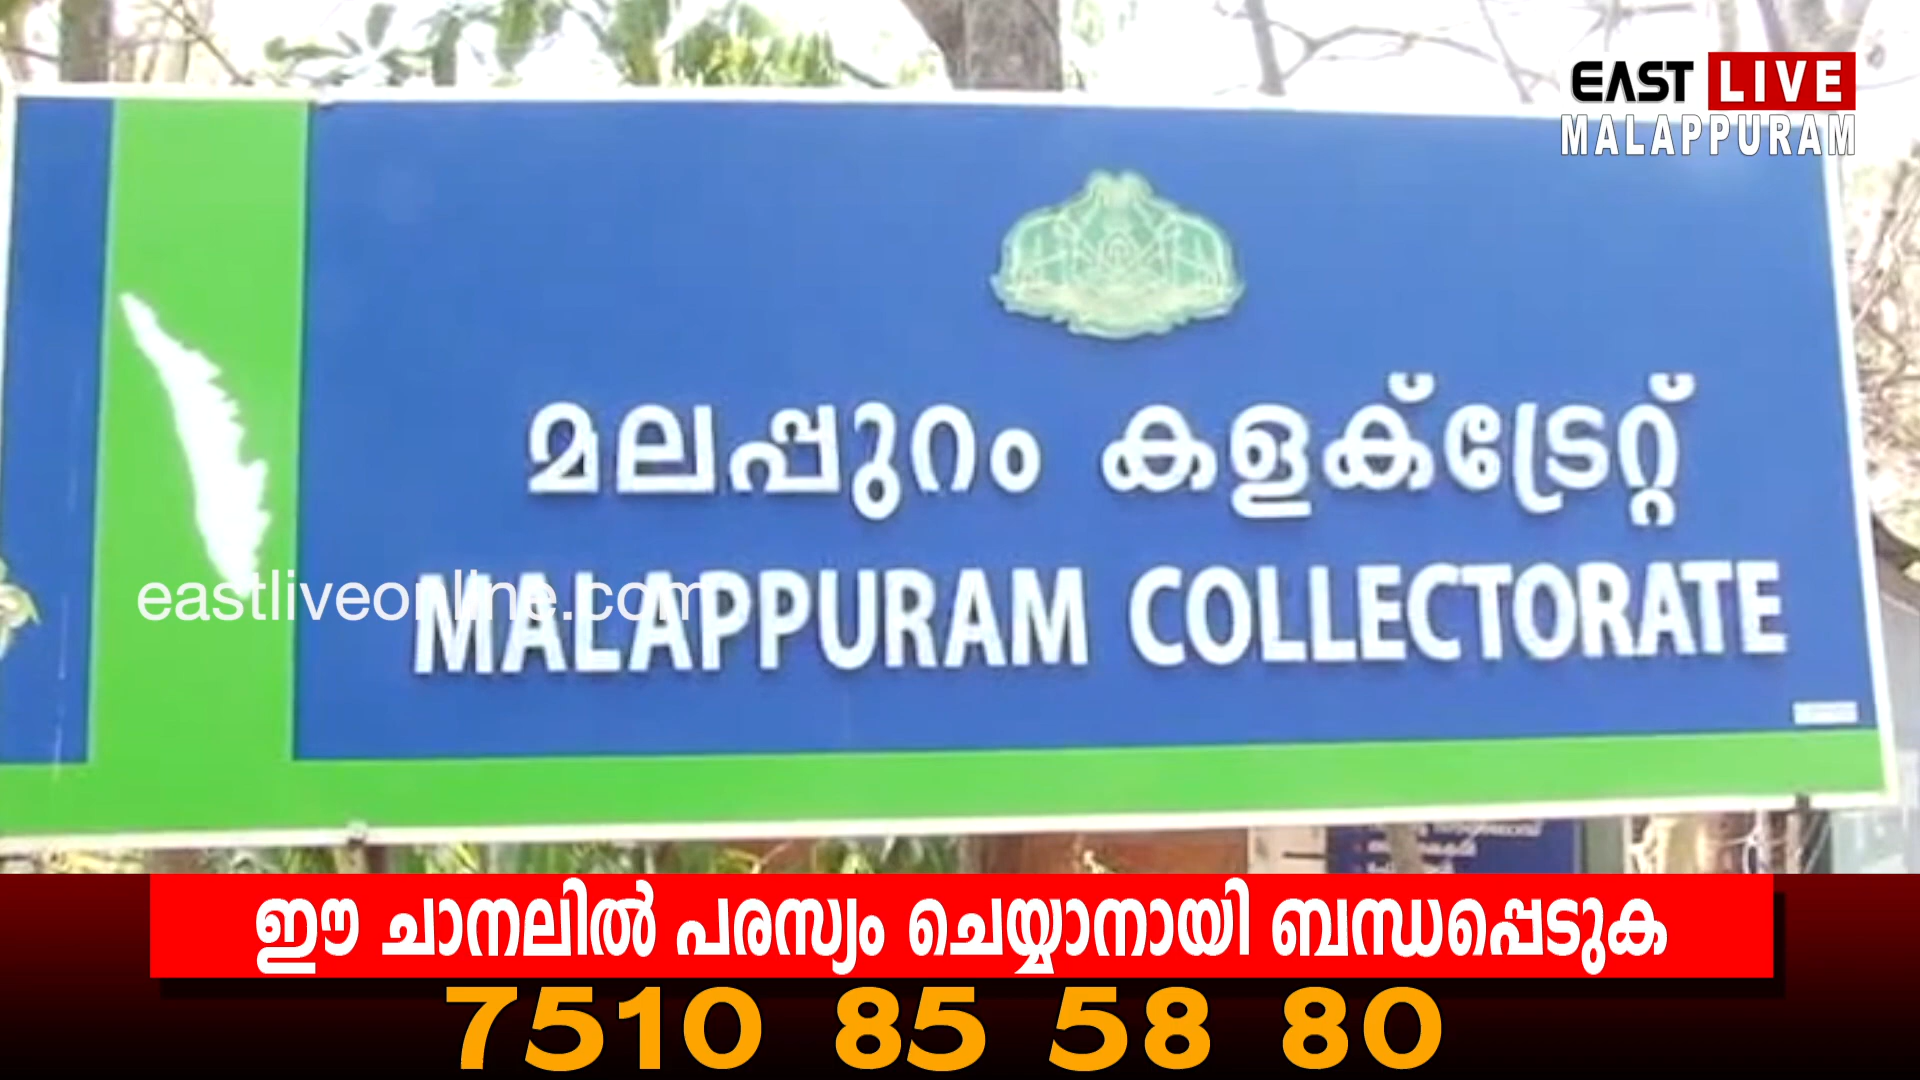 EAST LIVE
MALAPPURAM
മലപ്പുറം കളക്ട്രേറ്റ്
MALAPPURAM COLLECTORATE
eastliveonline.com
ഈ ചാനലിൽ പരസ്യം ചെയ്യാനായി ബന്ധപ്പെടുക
7510 85 58 80